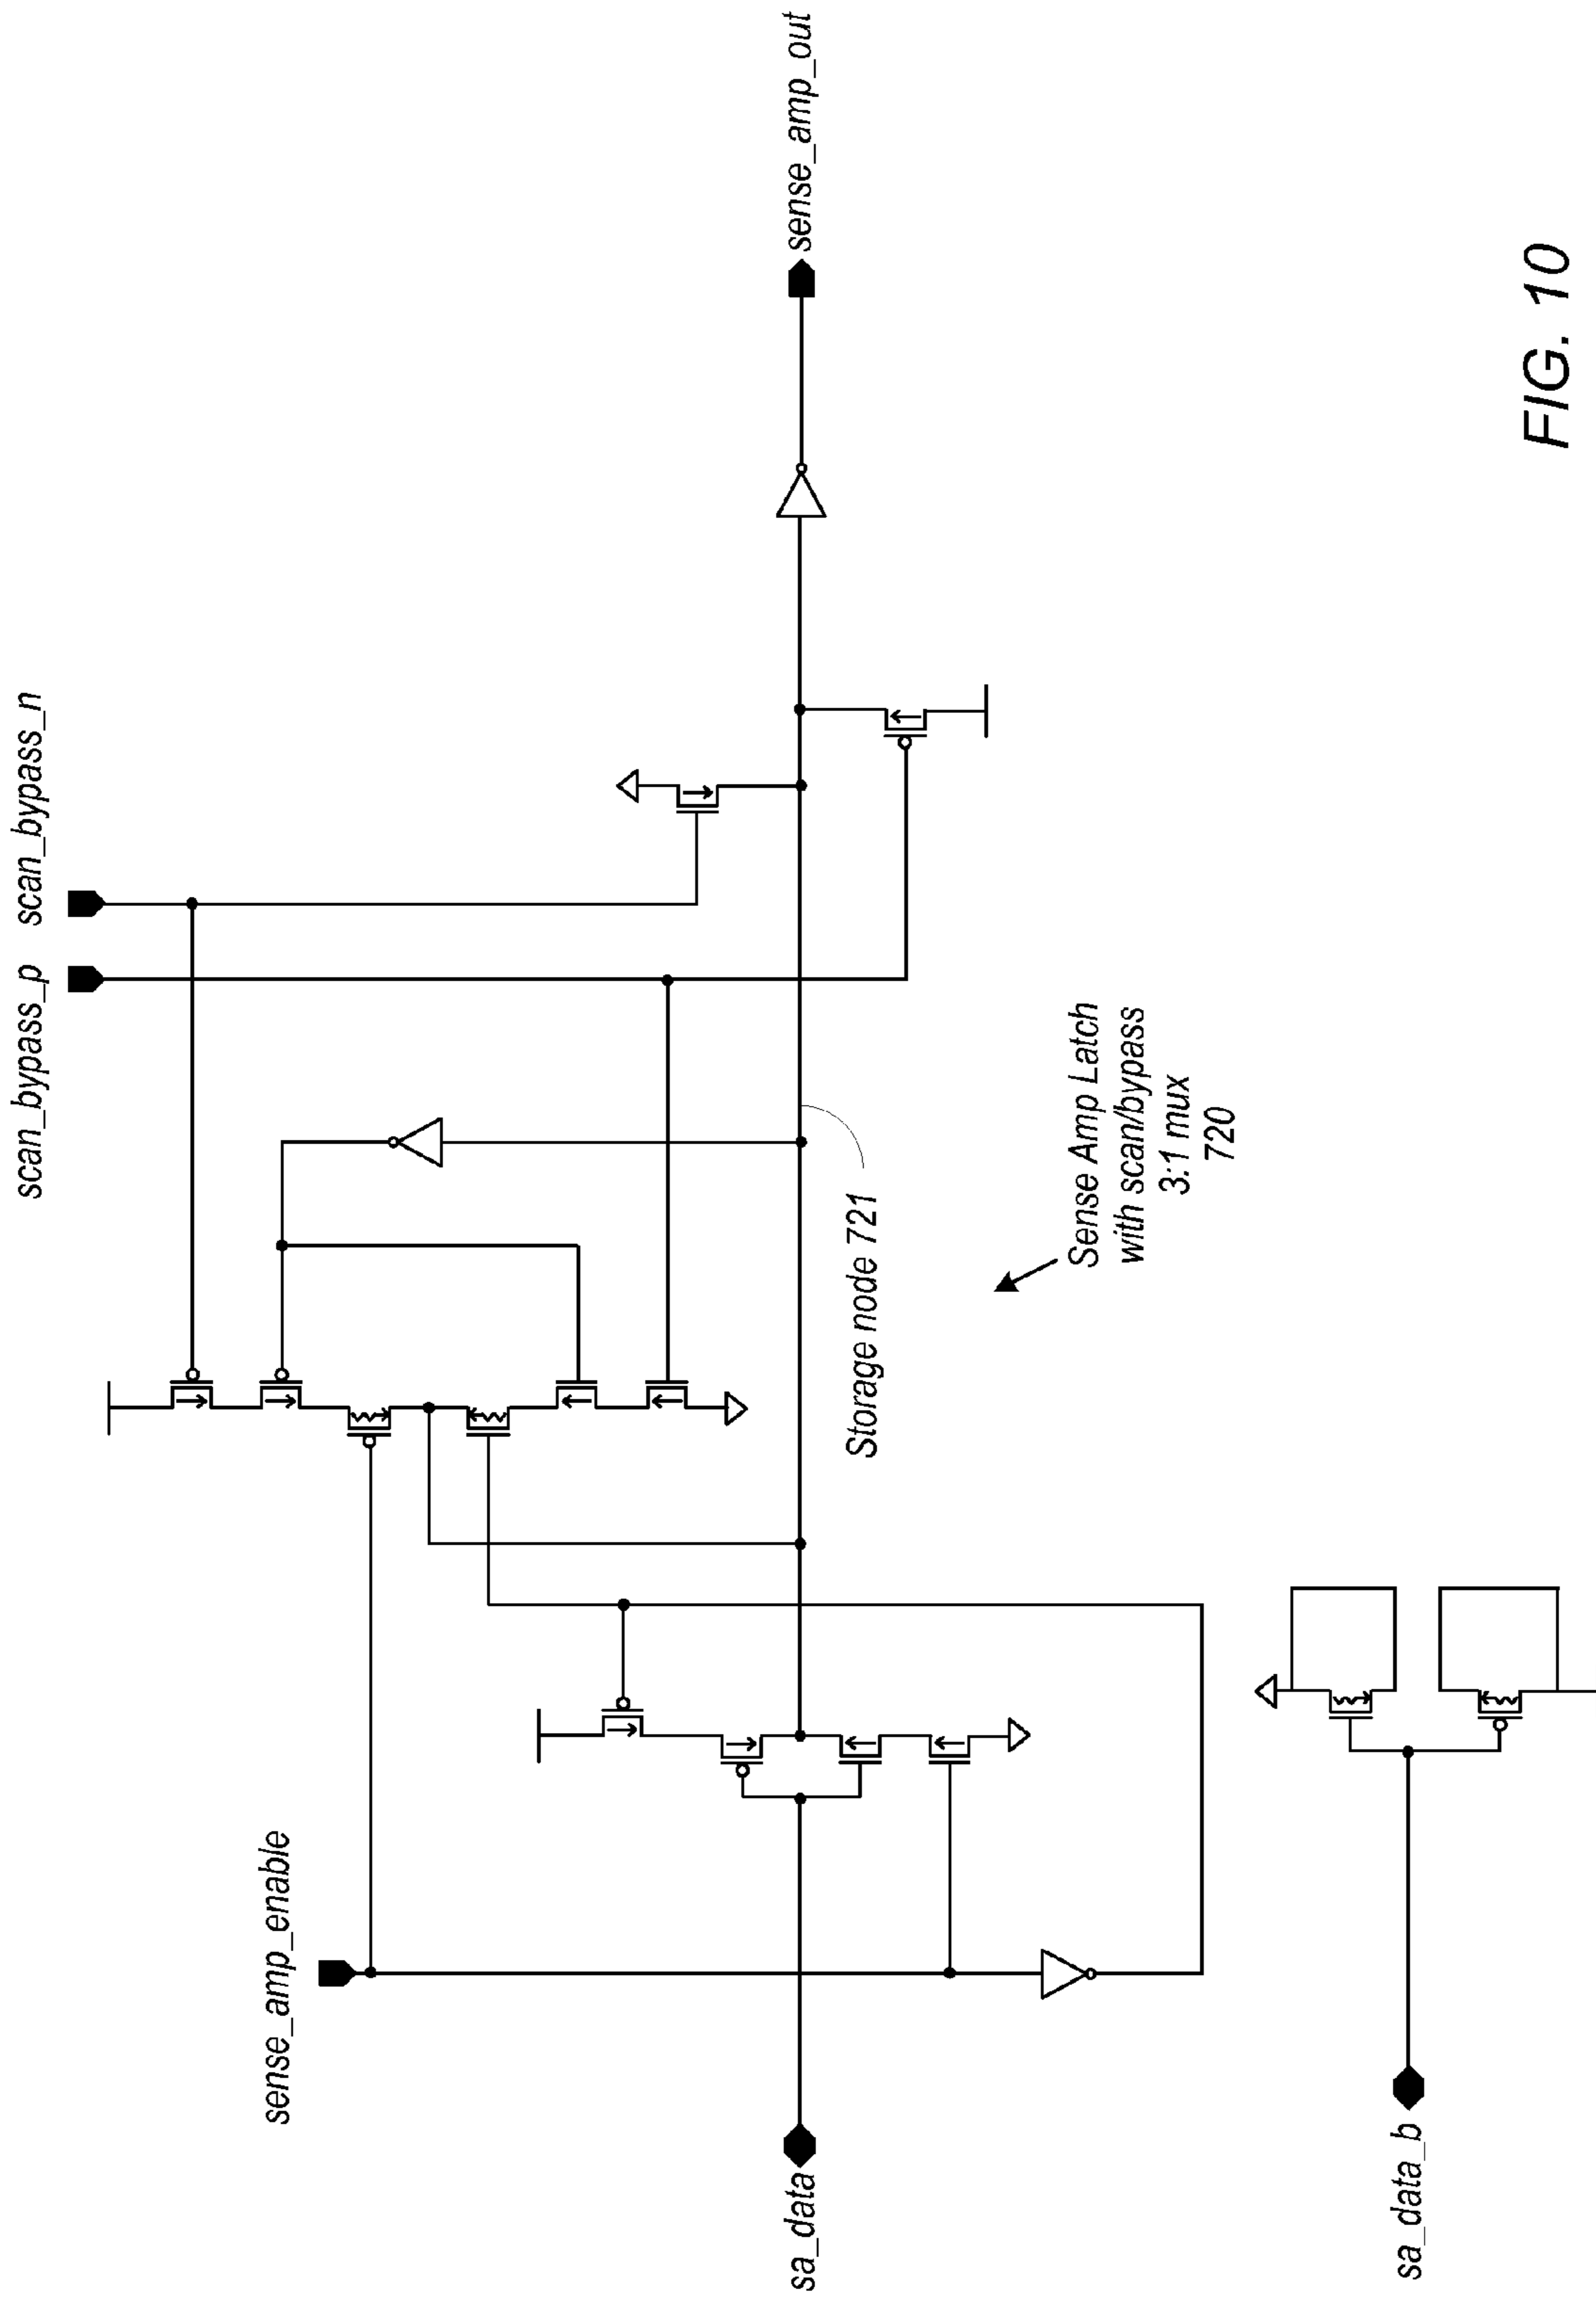 scan_bypass_p
scan_bypass_n
sense_amp_enable
sa_data
sense_amp_out
Storage node 721
Sense Amp Latch
with scan/bypass
3:1 mux
720
sa_data_b
FIG. 10